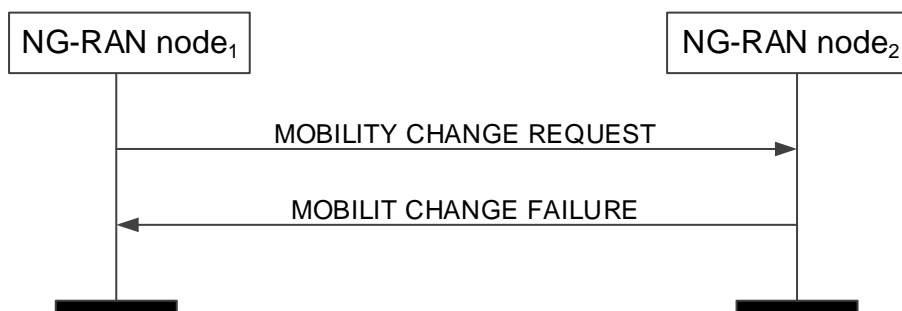 NG-RAN node₁
NG-RAN node₂
MOBILITY CHANGE REQUEST
MOBILIT CHANGE FAILURE